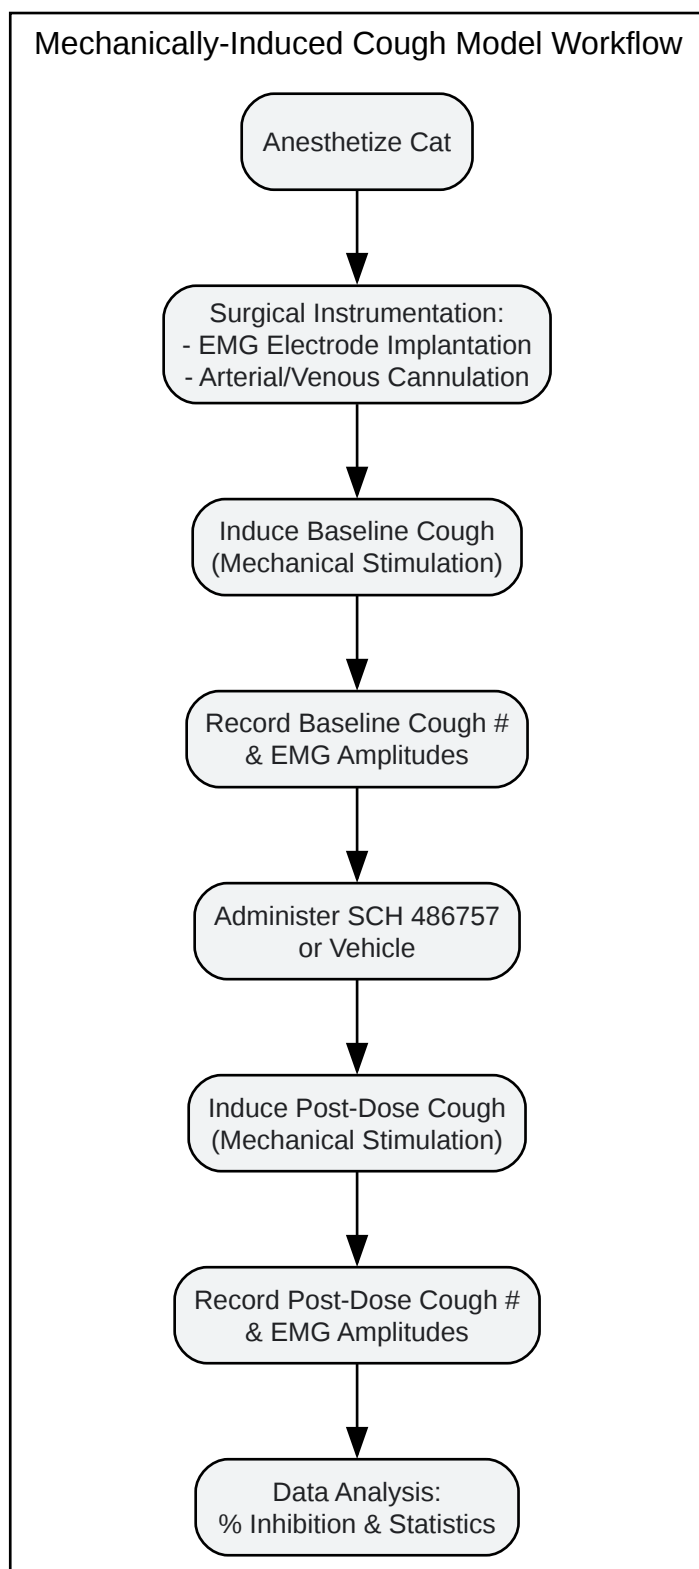 Mechanically-Induced Cough Model Workflow
Anesthetize Cat
Surgical Instrumentation:
- EMG Electrode Implantation
- Arterial/Venous Cannulation
Induce Baseline Cough
(Mechanical Stimulation)
Record Baseline Cough #
& EMG Amplitudes
Administer SCH 486757
or Vehicle
Induce Post-Dose Cough
(Mechanical Stimulation)
Record Post-Dose Cough #
& EMG Amplitudes
Data Analysis:
% Inhibition & Statistics